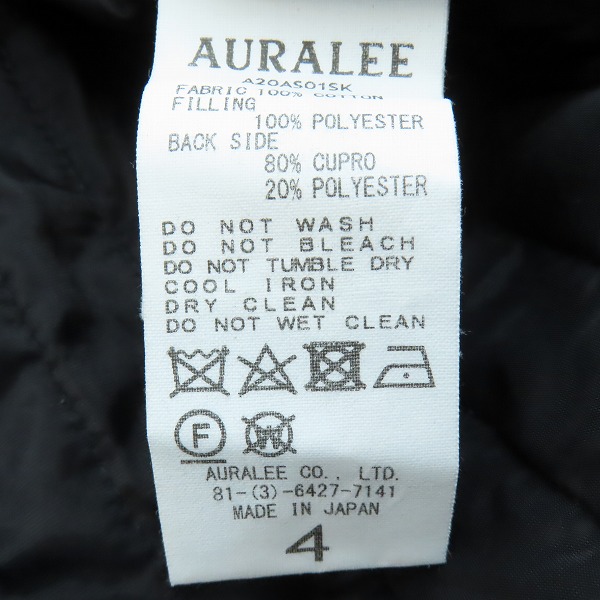 AURALEE
A20AS01SK
FABRIC 100% COTTON
FILLING
100% POLYESTER
BACK SIDE
80% CUPRO
20% POLYESTER
DO NOT WASH
DO NOT BLEACH
DO NOT TUMBLE DRY
COOL IRON
DRY CLEAN
DO NOT WET CLEAN
F W
AURALEE CO., LTD.
81-(3)-6427-7141
MADE IN JAPAN
4